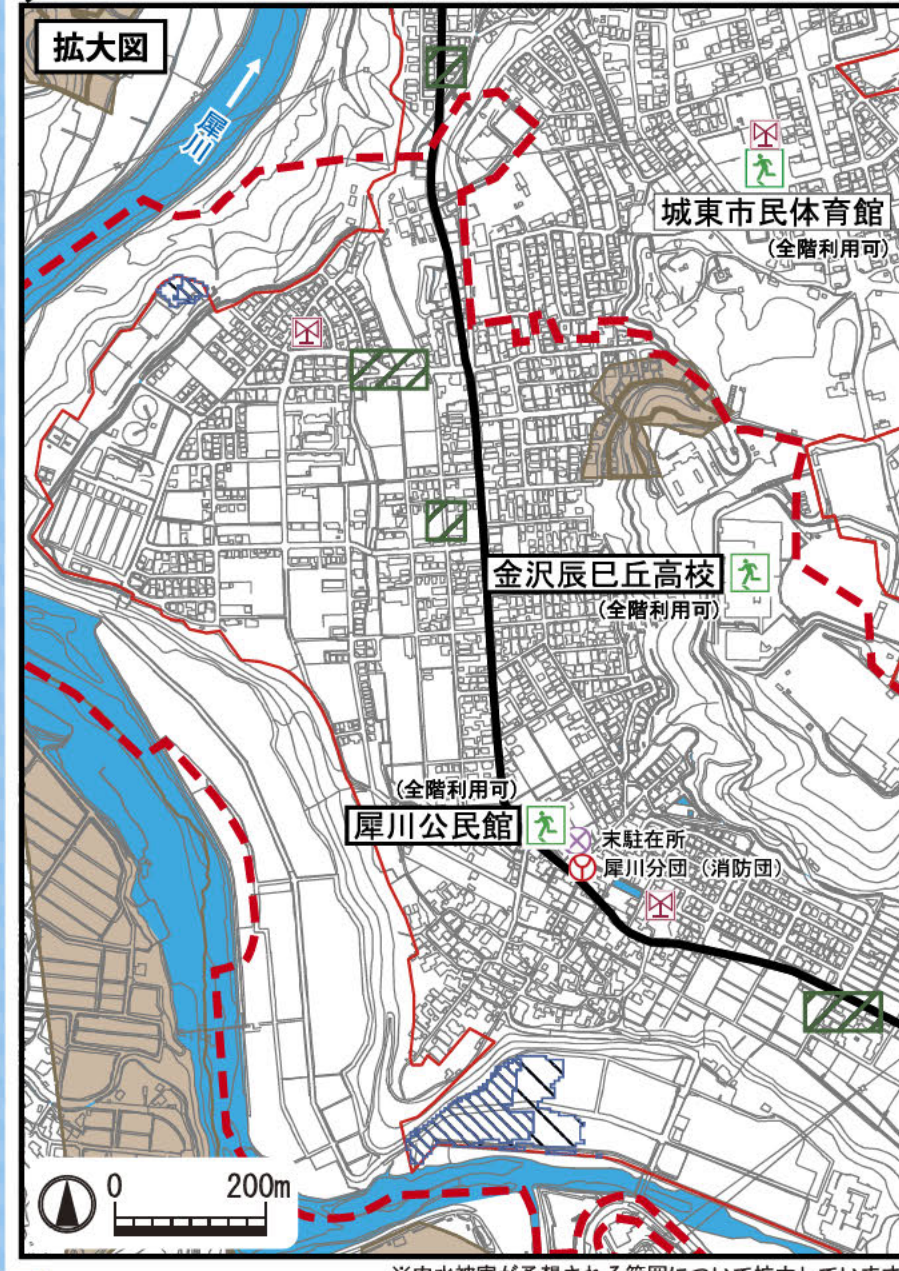 拡大図
犀川
城東市民体育館
(全階利用可)
金沢辰巳丘高校
(全階利用可)
(全階利用可)
犀川公民館
末駐在所
犀川分団 (消防団)
0 200m